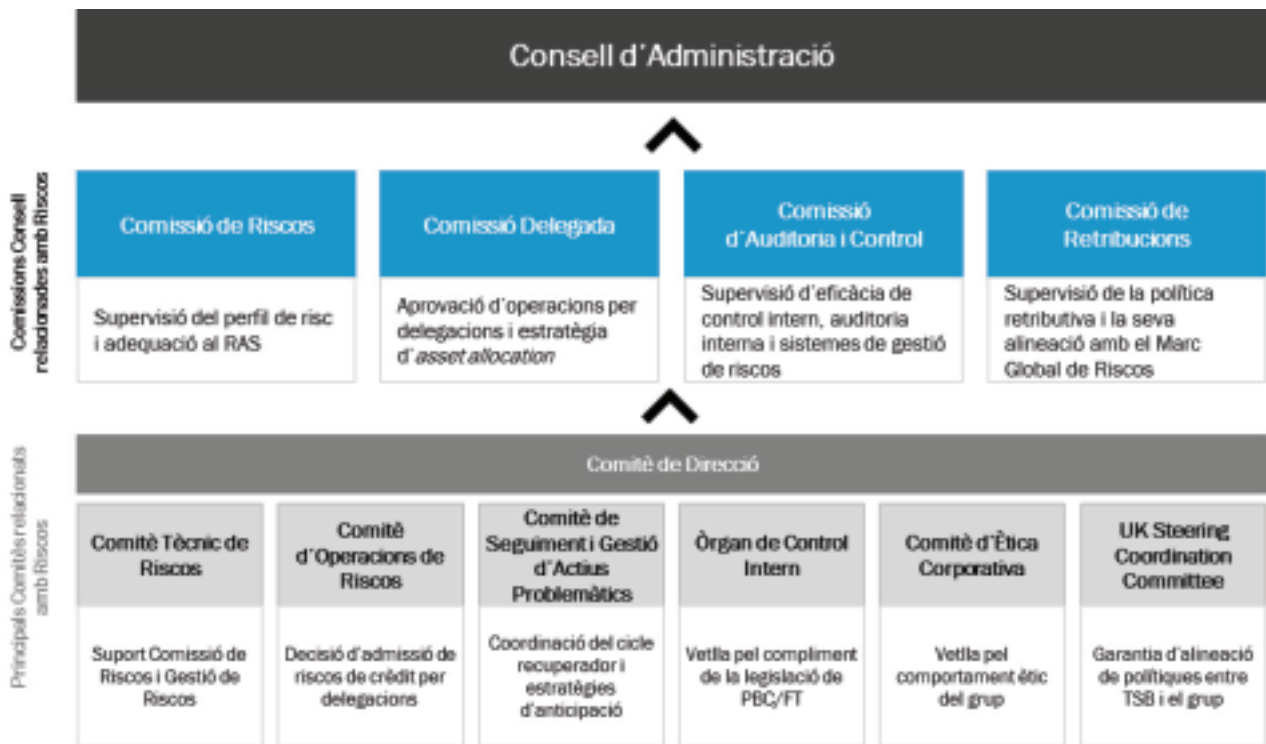 Consell d'Administració
Comissions Consell
relacionades amb Riscos
Comissió de Riscos
Supervisió del perfil de risc
i adequació al RAS
Comissió Delegada
Aprovació d'operacions per
delegacions i estratègia
d'asset allocation
Comissió
d'Auditoria i Control
Supervisió d'eficàcia de
control intern, auditoria
interna i sistemes de gestió
de riscos
Comissió de
Retribucions
Supervisió de la política
retributiva i la seva
alineació amb el Marc
Global de Riscos
Principals Comitès relacionats
amb Riscos
Comitè de Direcció
Comitè Tècnic de
Riscos
Suport Comissió de
Riscos i Gestió de
Riscos
Comitè
d'Operacions de
Riscos
Decisió d'admissió de
riscos de crèdit per
delegacions
Comitè de
Seguiment i Gestió
d'Actius
Problemàtics
Coordinació del cicle
recuperador i
estratègies
d'anticipació
Òrgan de Control
Intern
Vetlla pel compliment
de la legislació de
PBC/FT
Comitè d'Ètica
Corporativa
Vetlla pel
comportament ètic
del grup
UK Steering
Coordination
Committee
Garantia d'alineació
de polítiques entre
TSB i el grup